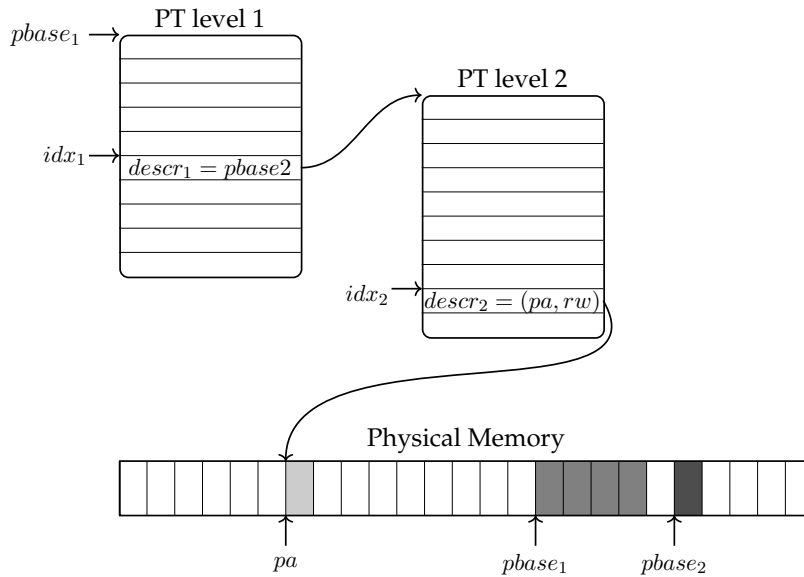 PT level 1
pbase₁
PT level 2
idx₁
descr₁ = pbase2
idx₂
descr₂ = (pa, rw)
Physical Memory
pa
pbase₁
pbase₂